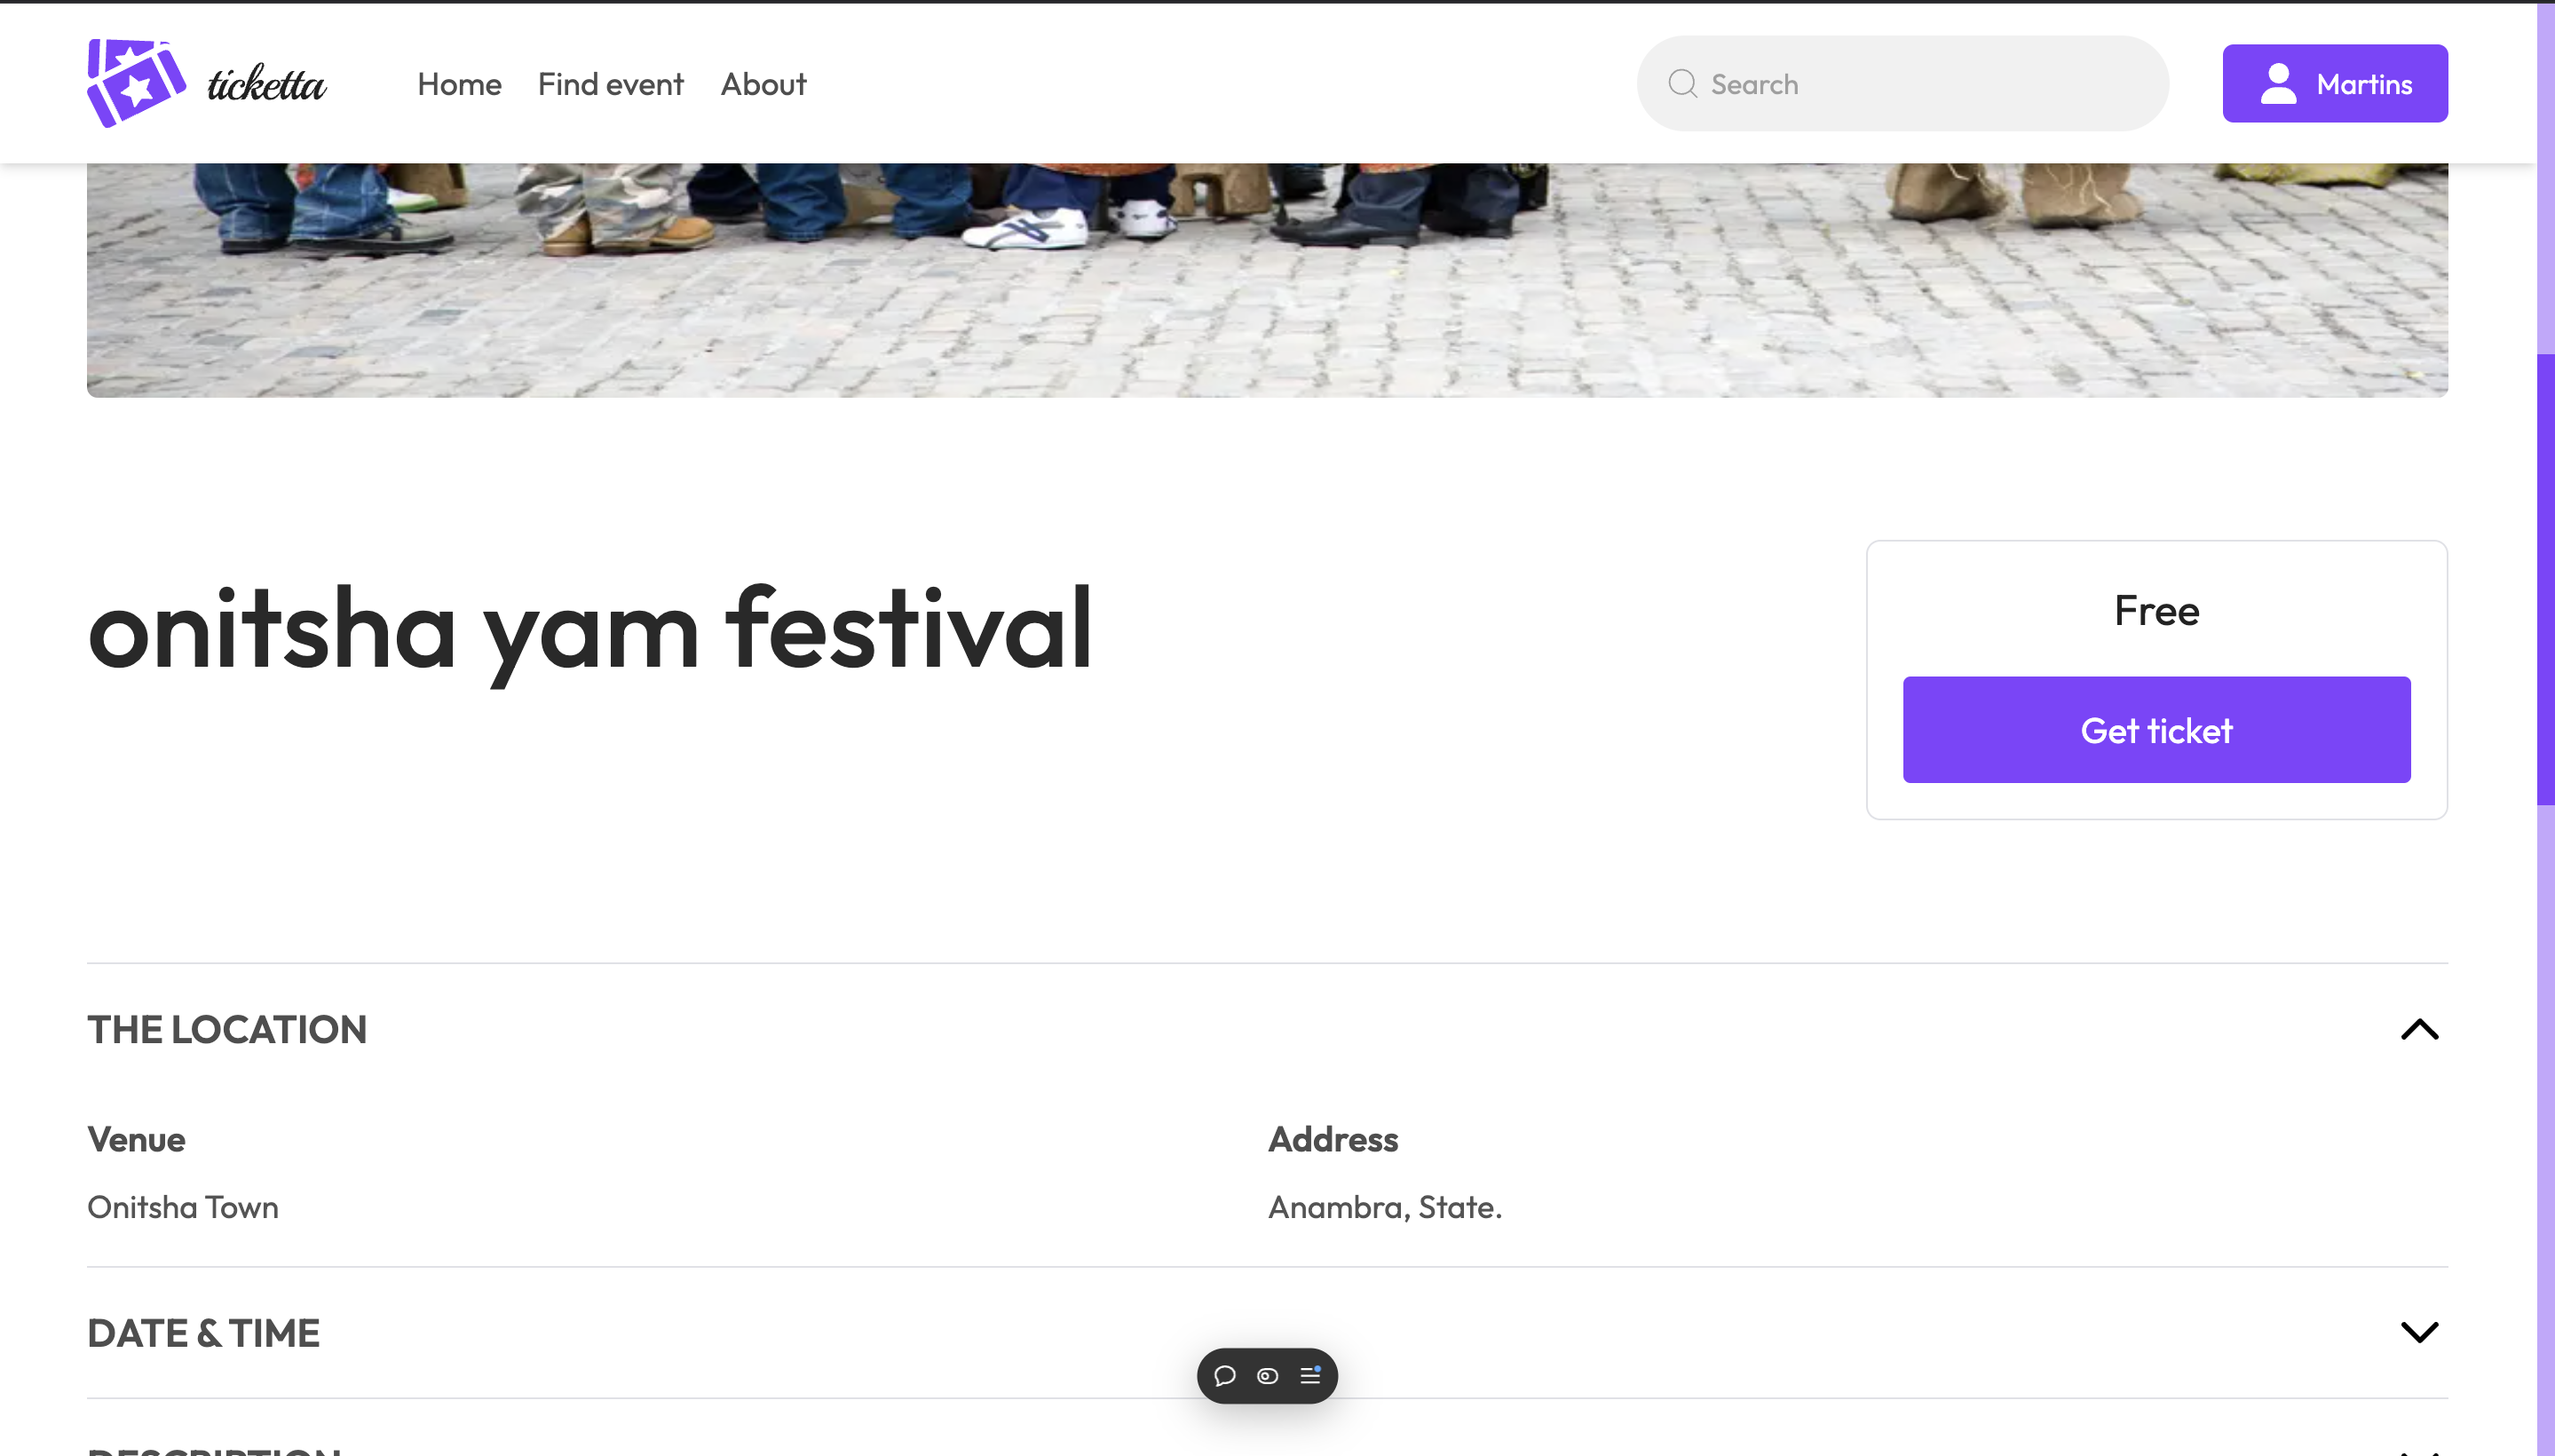 ticketta
Home
Find event
About
Search
Martins
onitsha yam festival
Free
Get ticket
THE LOCATION
Venue
Address
Onitsha Town
Anambra, State.
DATE & TIME
DESCRIPTION